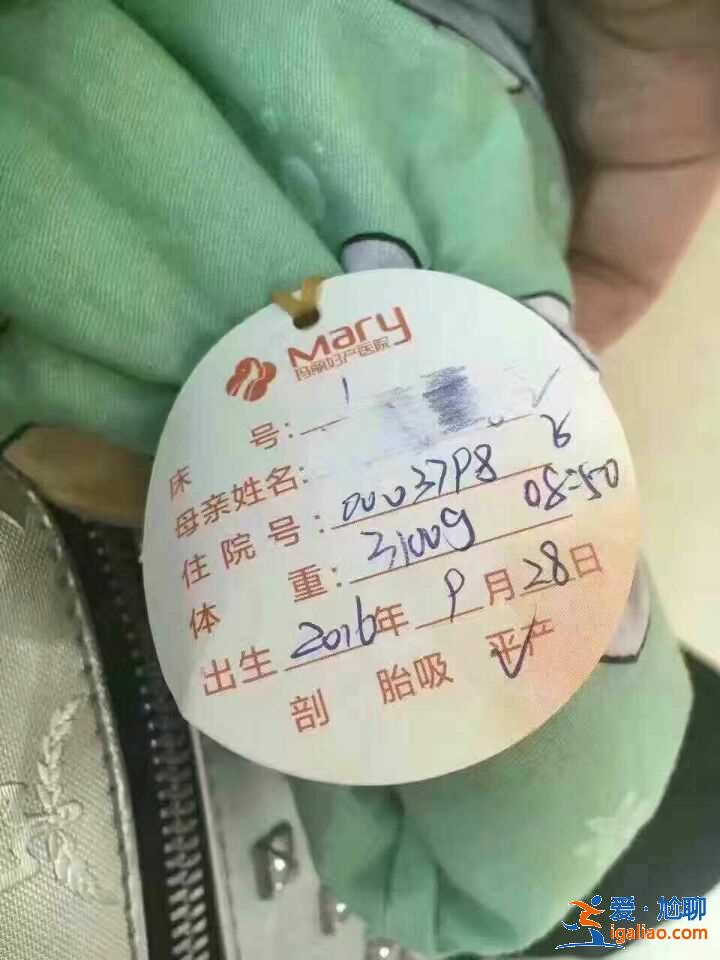 Mary
玛丽妇产医院
床 号: 1
母亲姓名:
住院号: 0003798
体 重: 3100g 08:50
出生 2016年 9月 28日
剖 胎吸 平产
爱·尬聊
igaliao.com